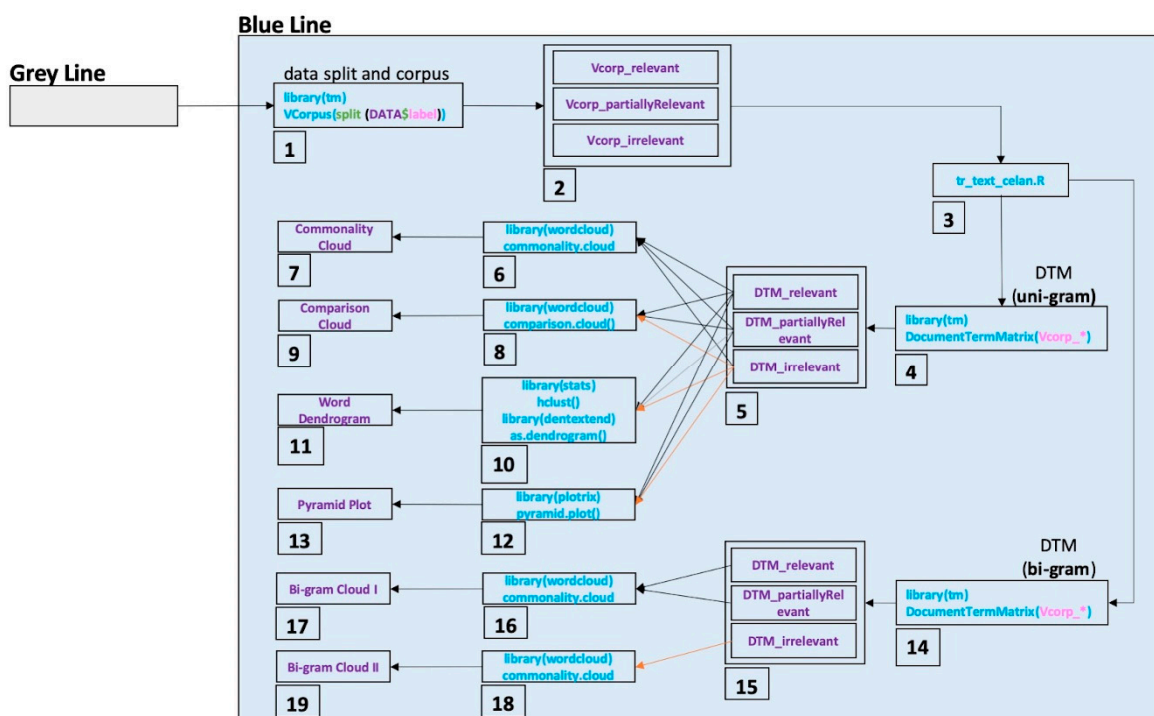 Blue Line
Grey Line
data split and corpus
library(tm)
VCorpus(split (DATA$label))
1
Vcorp_relevant
Vcorp_partiallyRelevant
Vcorp_irrelevant
2
tr_text_celan.R
3
DTM
(uni-gram)
library(tm)
DocumentTermMatrix(Vcorp_*)
4
DTM_relevant
DTM_partiallyRel
evant
DTM_irrelevant
5
library(wordcloud)
commonality.cloud
6
Commonality
Cloud
7
library(wordcloud)
comparison.cloud()
8
Comparison
Cloud
9
library(stats)
hclust()
library(dentextend)
as.dendrogram()
10
Word
Dendrogram
11
library(plotrix)
pyramid.plot()
12
Pyramid Plot
13
DTM
(bi-gram)
library(tm)
DocumentTermMatrix(Vcorp_*)
14
DTM_relevant
DTM_partiallyRel
evant
DTM_irrelevant
15
library(wordcloud)
commonality.cloud
16
Bi-gram Cloud I
17
library(wordcloud)
commonality.cloud
18
Bi-gram Cloud II
19